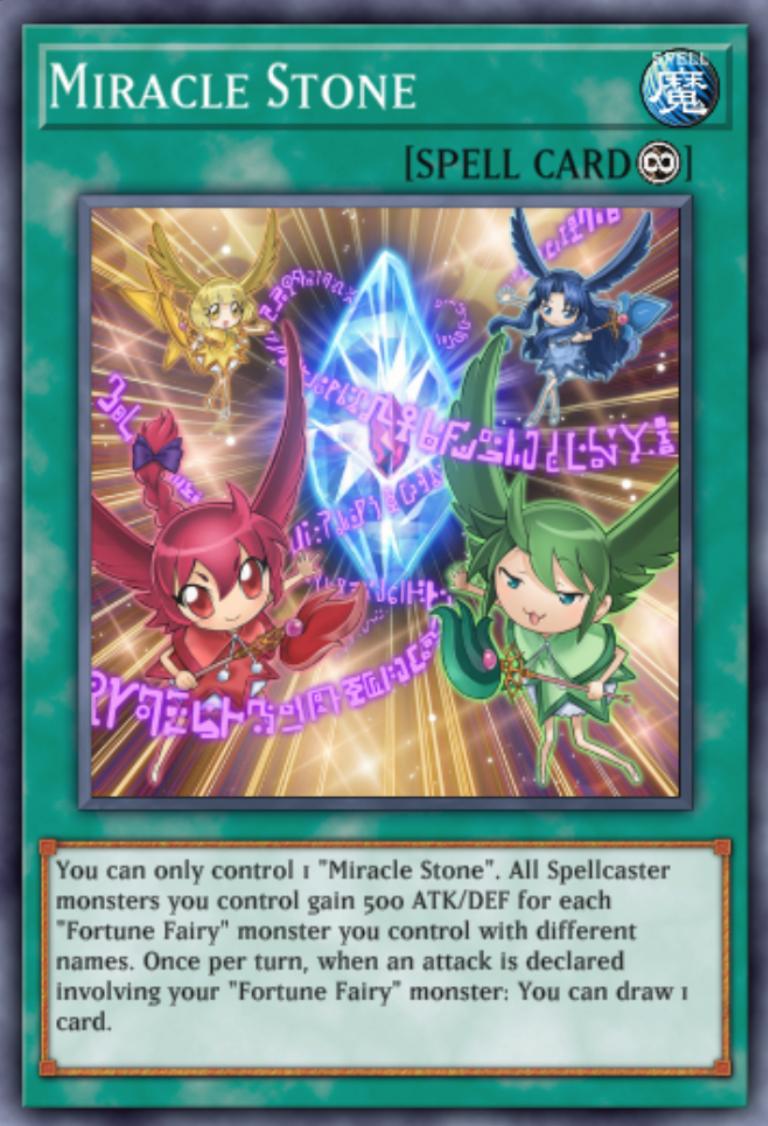 Miracle Stone
SPELL
魔
[SPELL CARD]
You can only control 1 "Miracle Stone". All Spellcaster
monsters you control gain 500 ATK/DEF for each
"Fortune Fairy" monster you control with different
names. Once per turn, when an attack is declared
involving your "Fortune Fairy" monster: You can draw 1
card.